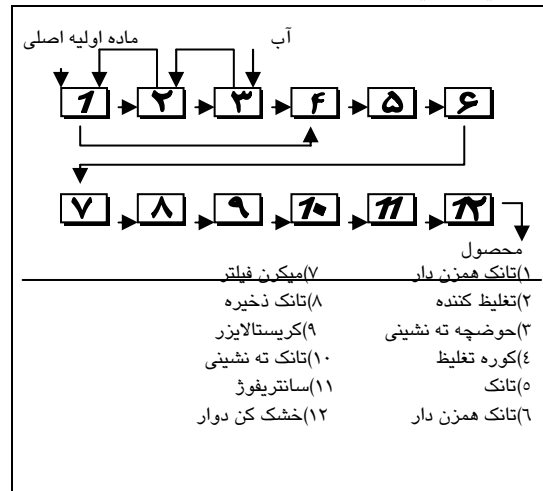 ماده اولیه اصلی آب
۱ ۲ ۳ ۴ ۵ ۶
۷ ۸ ۹ ۱۰ ۱۱ ۱۲
محصول
۱)تانک همزن دار ۷)میکرن فیلتر
۲)تغلیظ کننده ۸)تانک ذخیره
۳)حوضچه ته نشینی ۹)کریستالایزر
۴)کوره تغلیظ ۱۰)تانک ته نشینی
۵)تانک ۱۱)سانتریفوژ
۶)تانک همزن دار ۱۲)خشک کن دوار